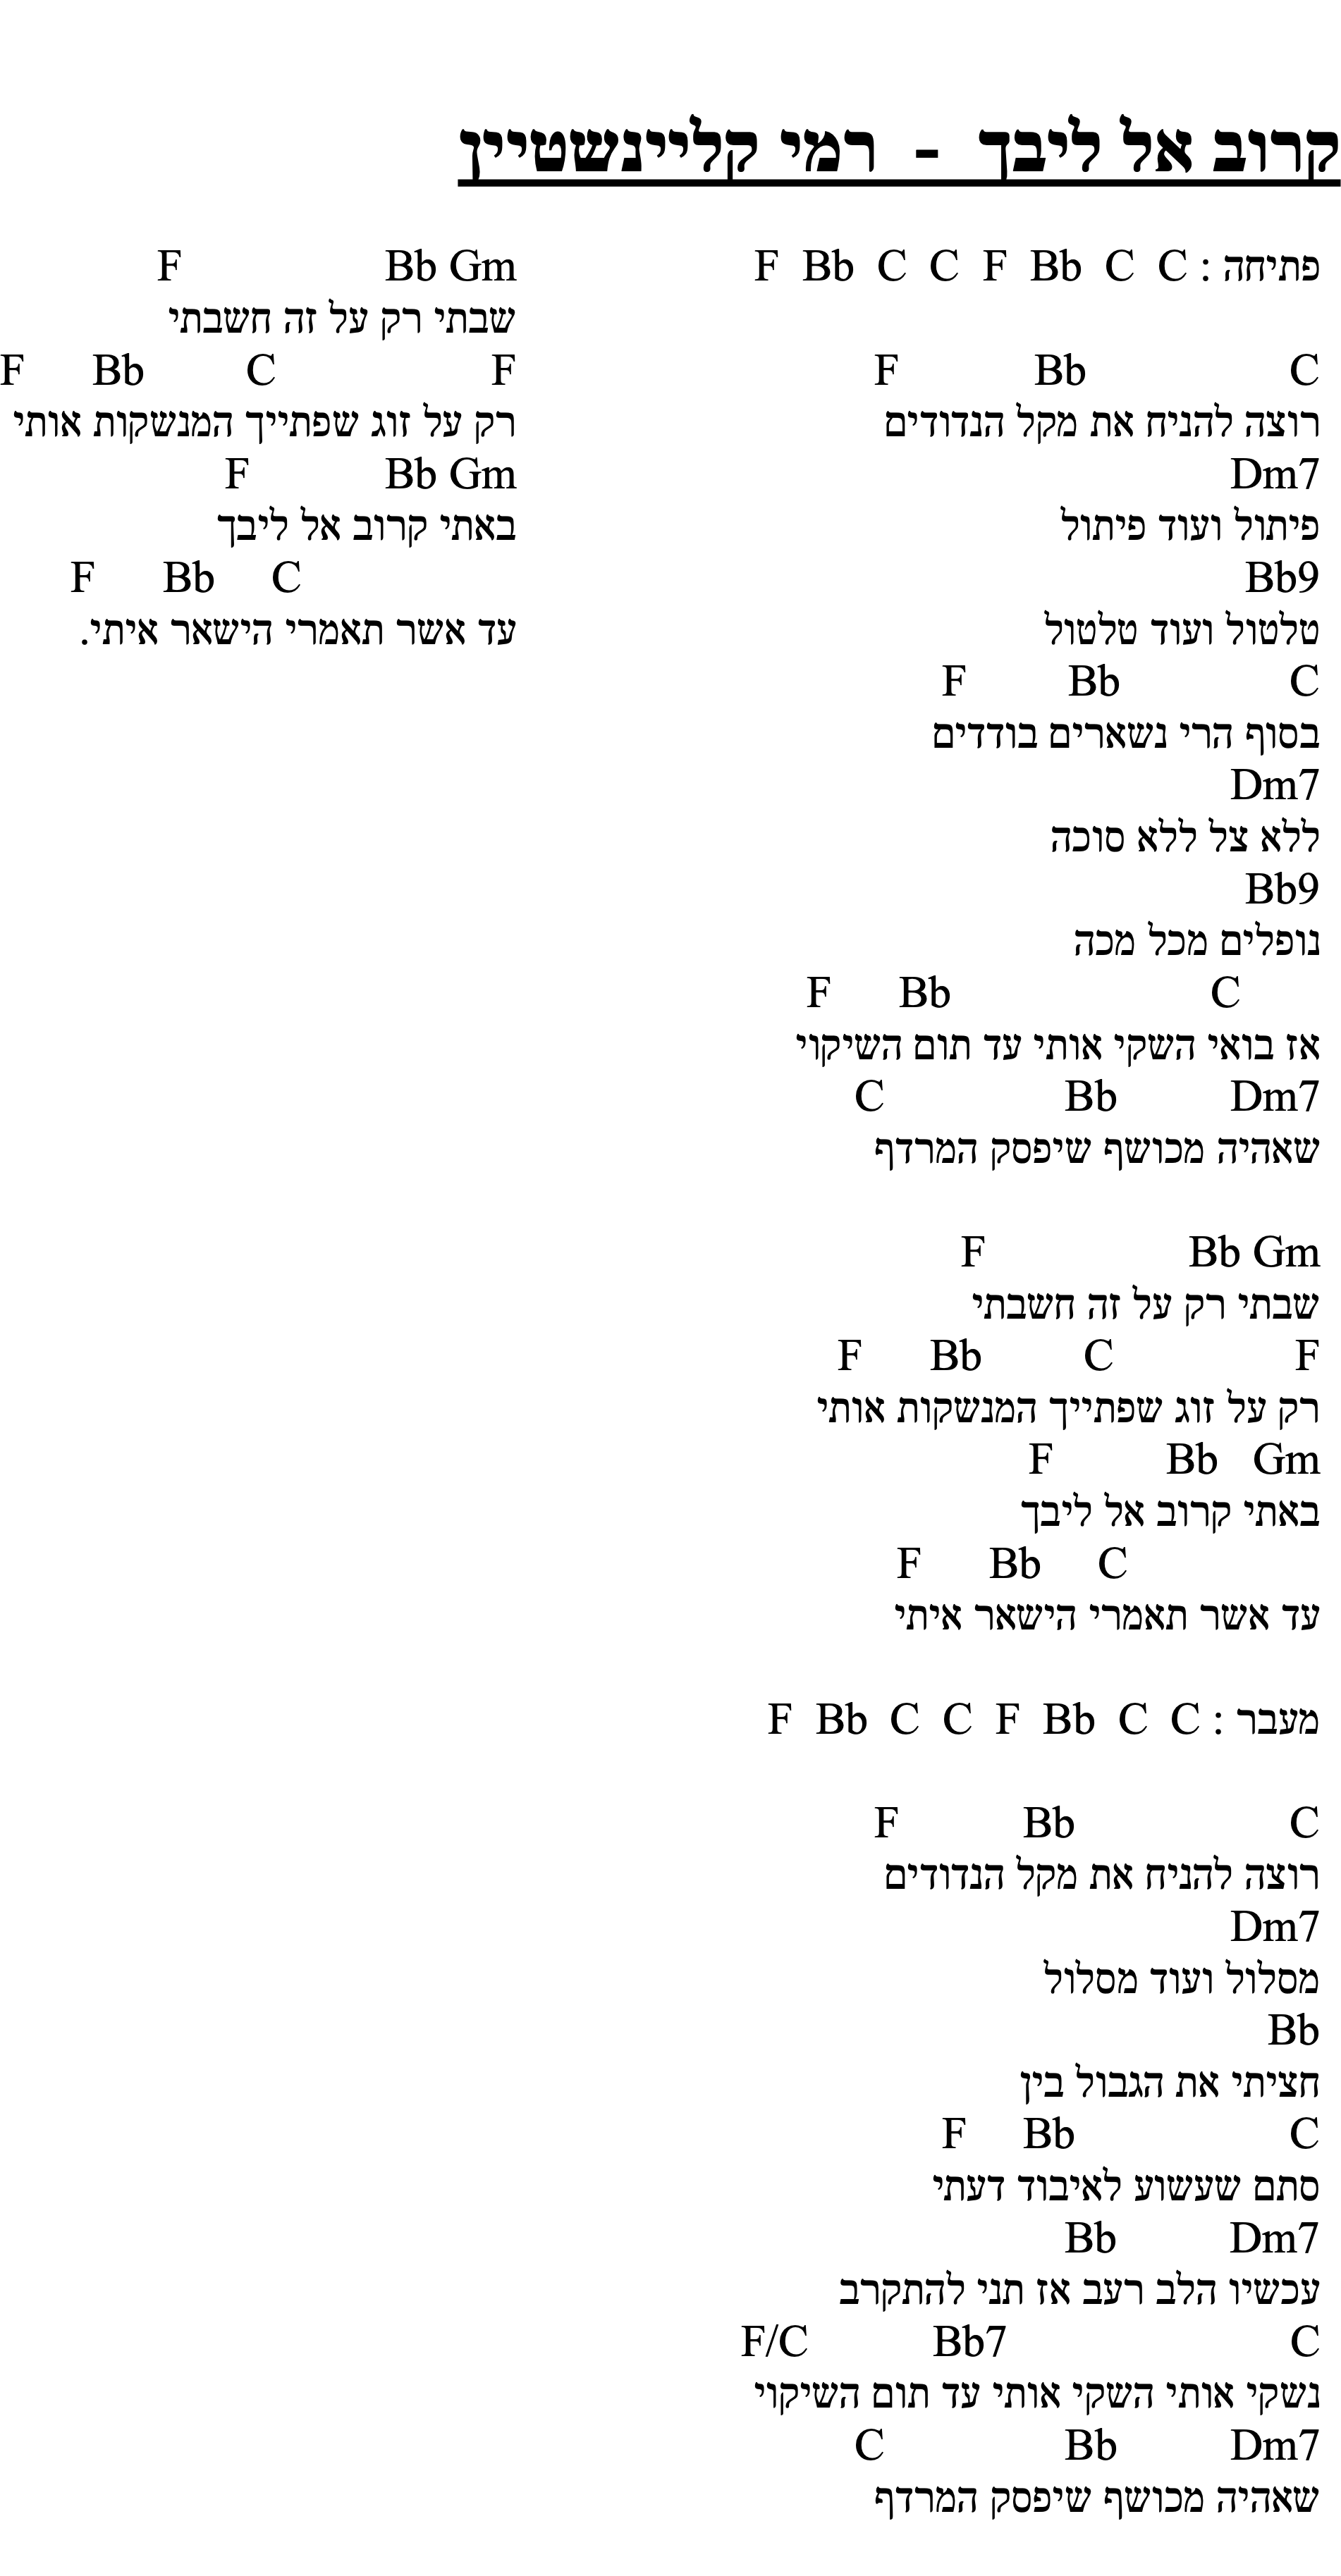 קרוב אל ליבך - רמי קליינשטיין
פתיחה : F Bb C C F Bb C C
F Bb C
רוצה להניח את מקל הנדודים
Dm7
פיתול ועוד פיתול
Bb9
טלטול ועוד טלטול
F Bb C
בסוף הרי נשארים בודדים
Dm7
ללא צל ללא סוכה
Bb9
נופלים מכל מכה
F Bb C
אז בואי השקי אותי עד תום השיקוי
C Bb Dm7
שאהיה מכושף שיפסק המרדף
F Bb Gm
שבתי רק על זה חשבתי
F Bb C F
רק על זוג שפתייך המנשקות אותי
F Bb Gm
באתי קרוב אל ליבך
F Bb C
עד אשר תאמרי הישאר איתי
מעבר : F Bb C C F Bb C C
F Bb C
רוצה להניח את מקל הנדודים
Dm7
מסלול ועוד מסלול
Bb
חציתי את הגבול בין
F Bb C
סתם שעשוע לאיבוד דעתי
Bb Dm7
עכשיו הלב רעב אז תני להתקרב
F/C Bb7 C
נשקי אותי השקי אותי עד תום השיקוי
C Bb Dm7
שאהיה מכושף שיפסק המרדף
F Bb Gm
שבתי רק על זה חשבתי
F Bb C F
רק על זוג שפתייך המנשקות אותי
F Bb Gm
באתי קרוב אל ליבך
F Bb C
עד אשר תאמרי הישאר איתי.